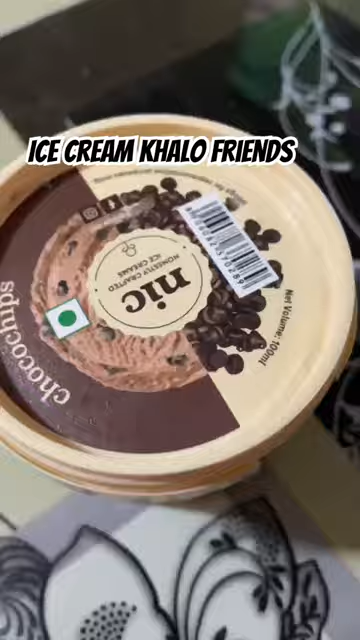 ICE CREAM KHALO FRIENDS
nic
HONESTLY CRAFTED
ICE CREAMS
chocochips
Net Volume: 100ml